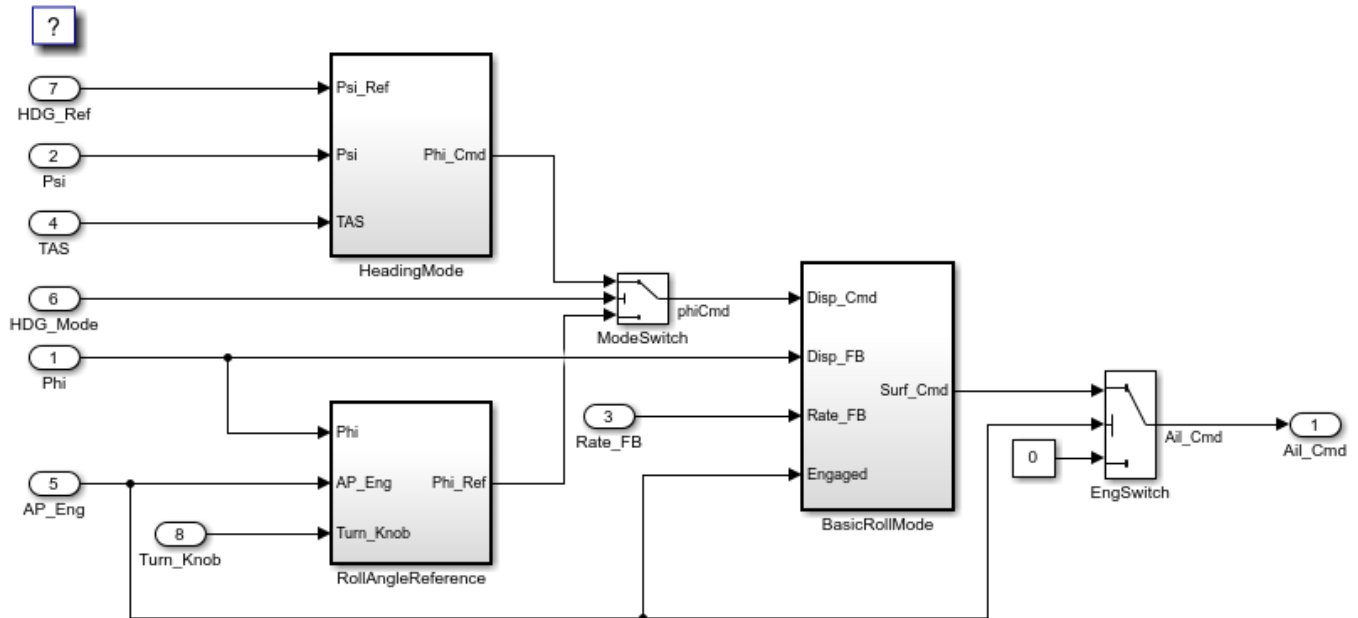 ?
7
HDG_Ref
2
Psi
4
TAS
6
HDG_Mode
1
Phi
5
AP_Eng
8
Turn_Knob
Psi_Ref
Psi
TAS
Phi_Cmd
HeadingMode
Phi
AP_Eng
Turn_Knob
Phi_Ref
RollAngleReference
phiCmd
ModeSwitch
3
Rate_FB
Disp_Cmd
Disp_FB
Rate_FB
Engaged
Surf_Cmd
BasicRollMode
0
Ail_Cmd
EngSwitch
1
Ail_Cmd